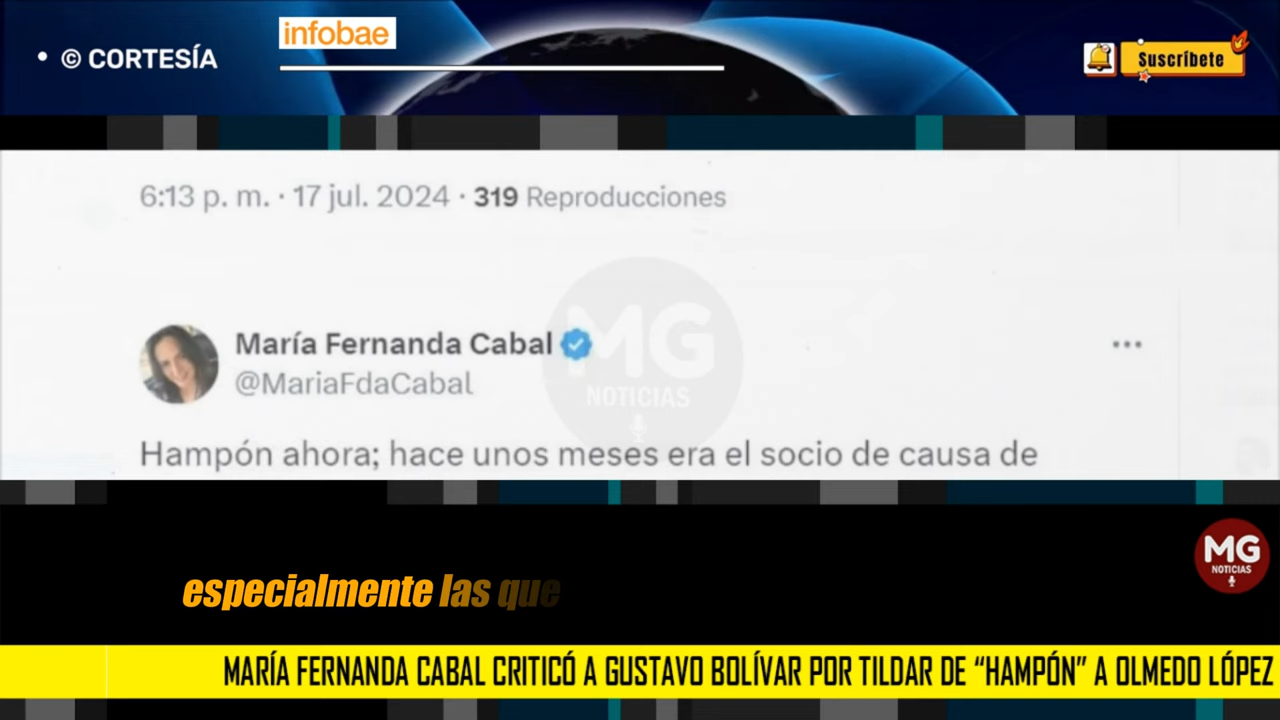 infobae
• © CORTESÍA
Suscríbete
6:13 p. m. · 17 jul. 2024 · 319 Reproducciones
MG
NOTICIAS
María Fernanda Cabal
@MariaFdaCabal
Hampón ahora; hace unos meses era el socio de causa de
MG
NOTICIAS
especialmente las que
MARÍA FERNANDA CABAL CRITICÓ A GUSTAVO BOLÍVAR POR TILDAR DE “HAMPÓN” A OLMEDO LÓPEZ